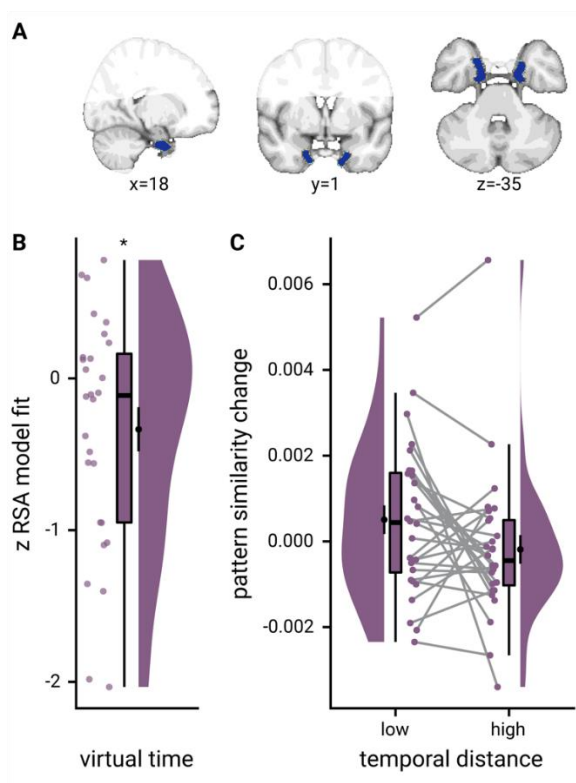 A
x=18
y=1
z=-35
B
*
0
-1
-2
z RSA model fit
virtual time
C
0.006
0.004
0.002
0.000
-0.002
pattern similarity change
low
high
temporal distance